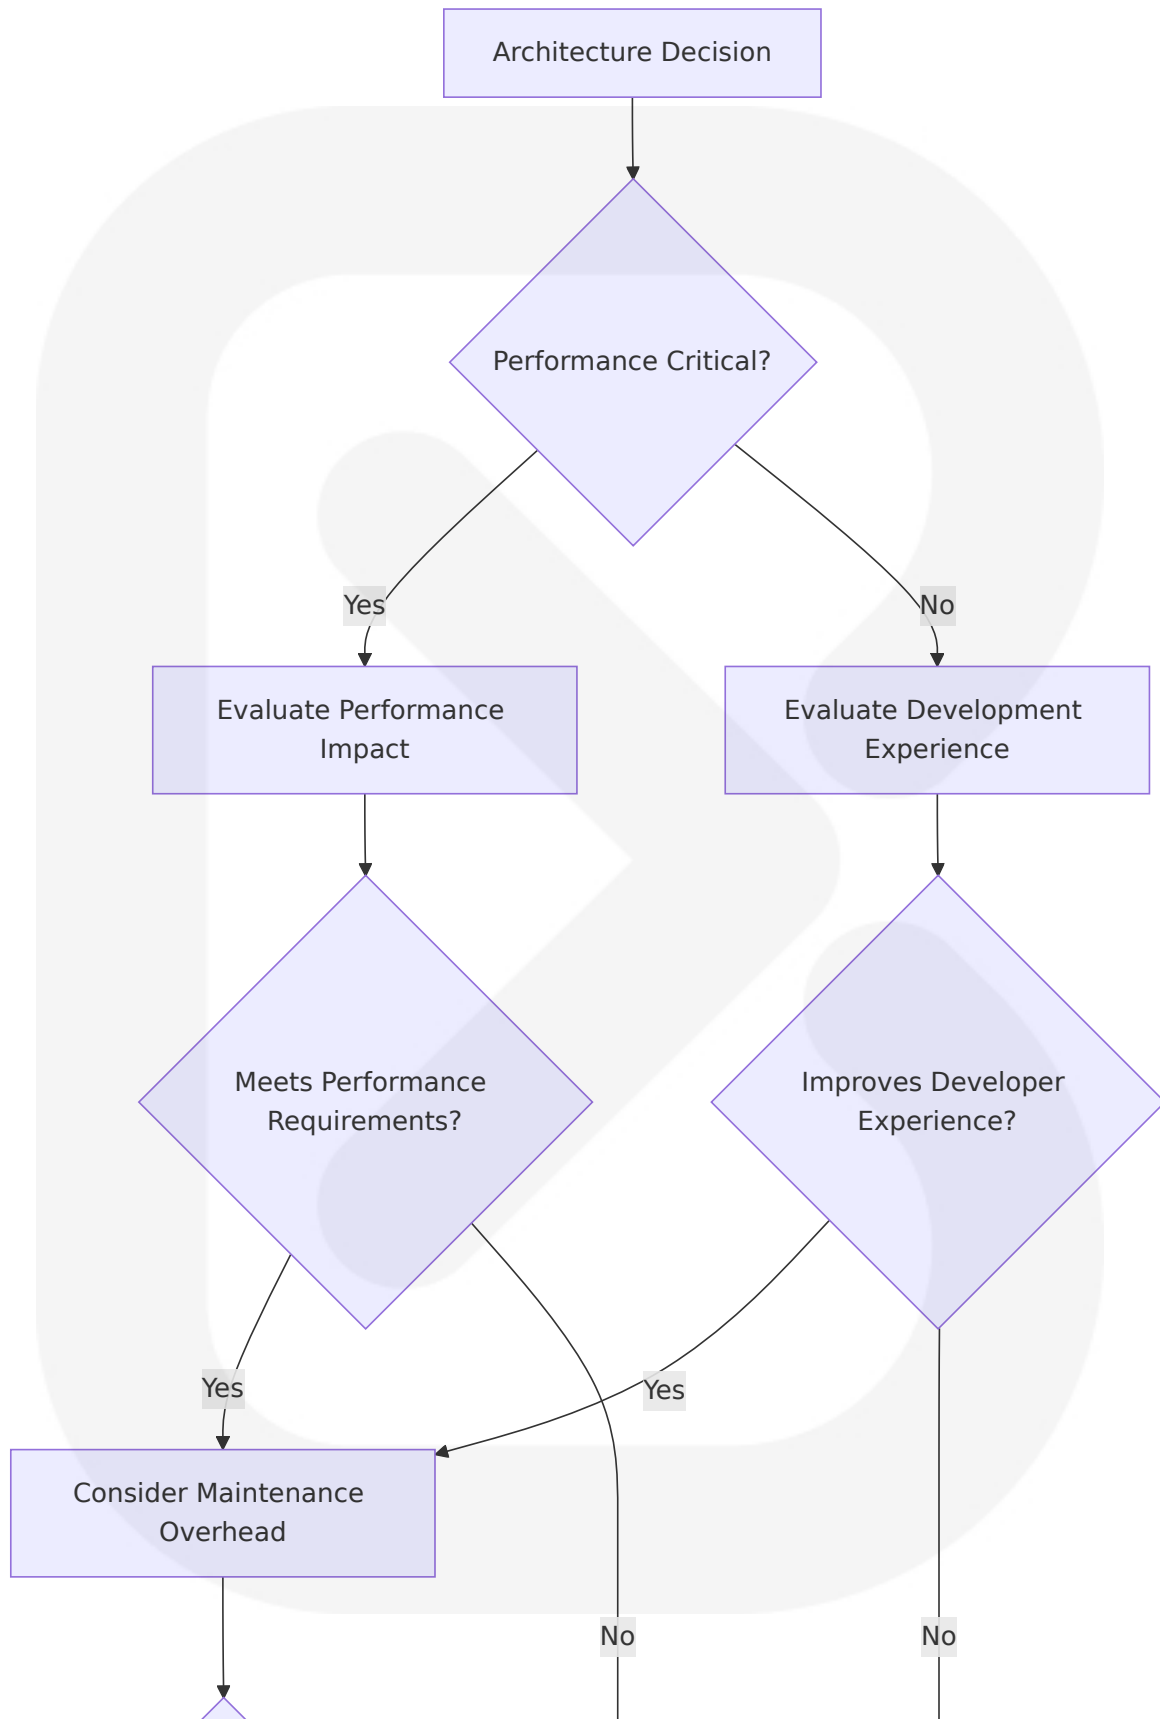 Architecture Decision
Performance Critical?
Yes
No
Evaluate Performance
Impact
Evaluate Development
Experience
Meets Performance
Requirements?
Improves Developer
Experience?
Yes
Yes
Consider Maintenance
Overhead
No
No